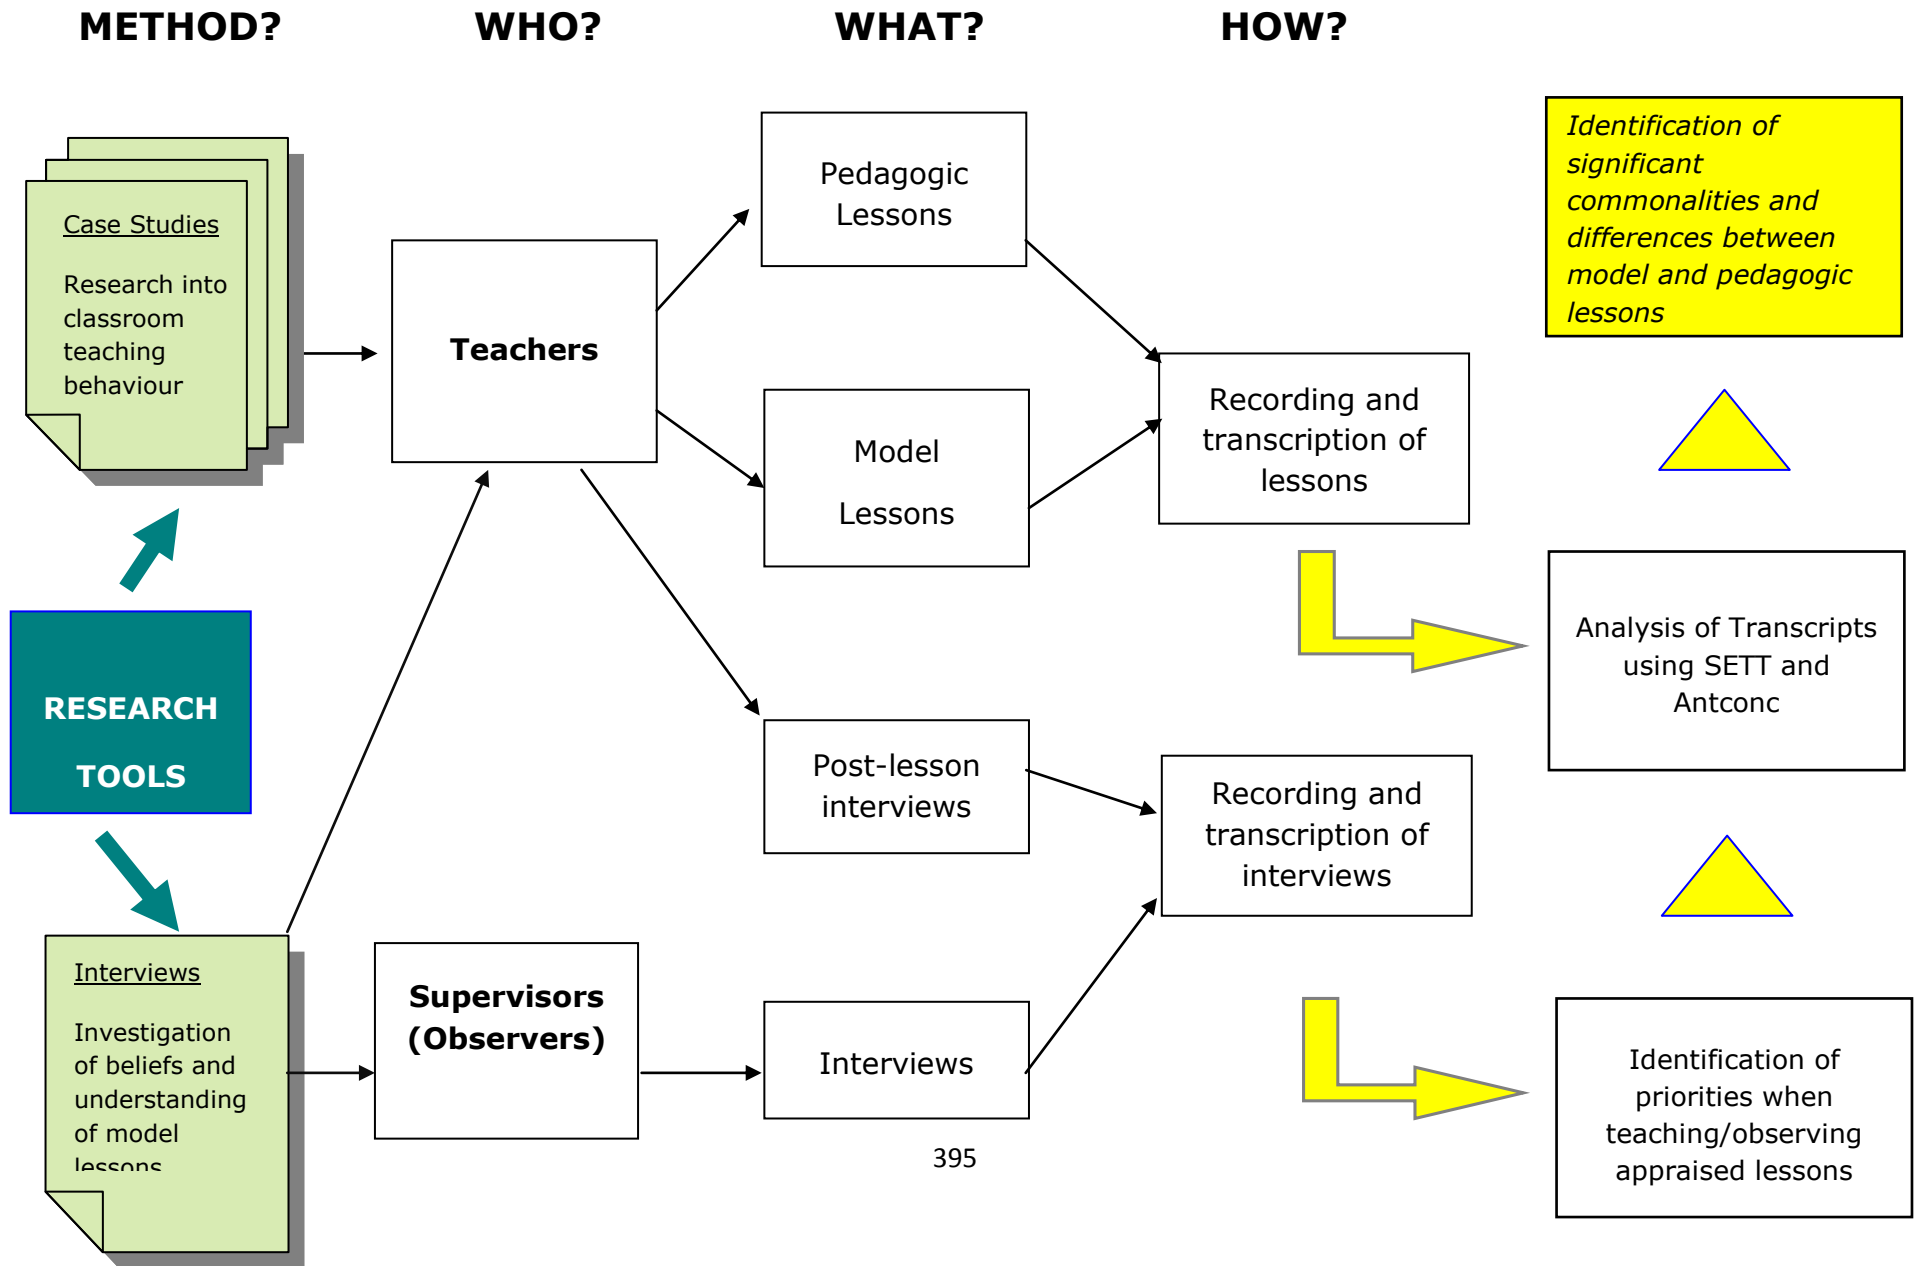 METHOD? WHO? WHAT? HOW?
Case Studies
Research into
classroom
teaching
behaviour
RESEARCH
TOOLS
Interviews
Investigation
of beliefs and
understanding
of model
lessons
Teachers
Supervisors
(Observers)
Pedagogic
Lessons
Model
Lessons
Post-lesson
interviews
Interviews
Recording and
transcription of
lessons
Recording and
transcription of
interviews
Identification of
significant
commonalities and
differences between
model and pedagogic
lessons
Analysis of Transcripts
using SETT and
Antconc
Identification of
priorities when
teaching/observing
appraised lessons
395